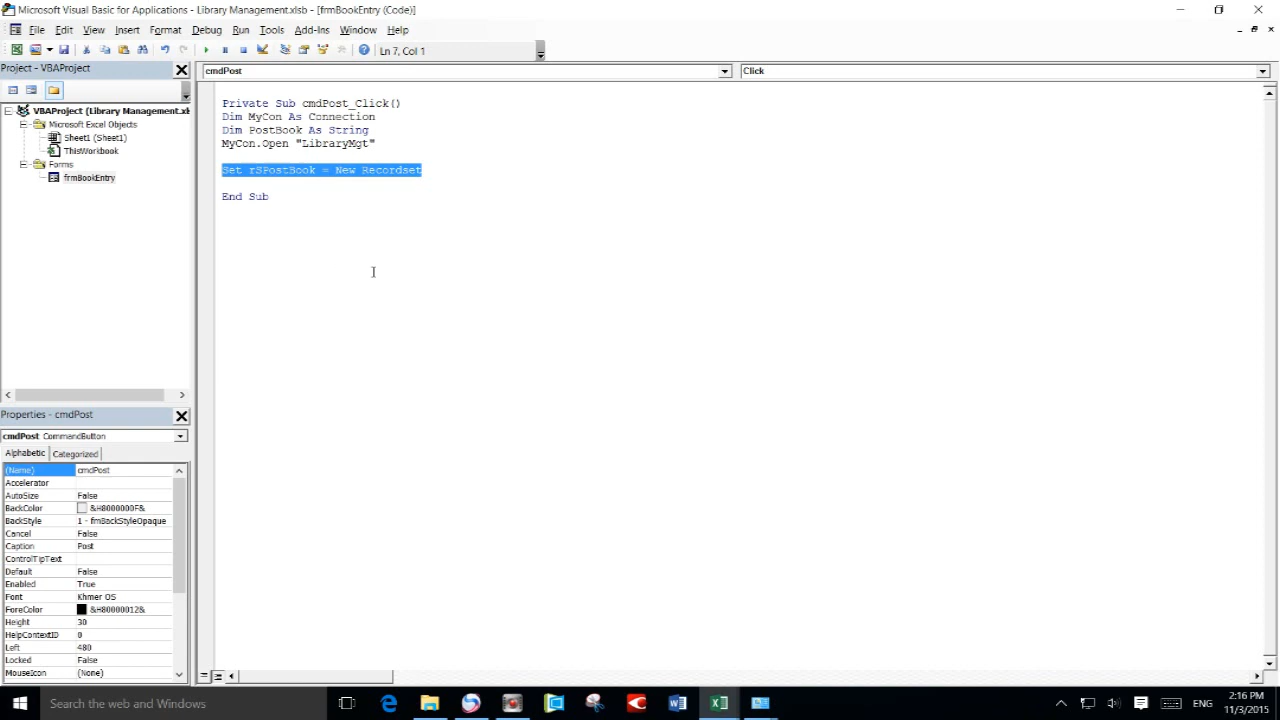 Microsoft Visual Basic for Applications - Library Management.xlsb - [frmBookEntry (Code)]
File Edit View Insert Format Debug Run Tools Add-Ins Window Help
Ln 7, Col 1
Project - VBAProject
cmdPost
Click
VBAProject (Library Management.xl
Microsoft Excel Objects
Sheet1 (Sheet1)
ThisWorkbook
Forms
frmBookEntry
Private Sub cmdPost_Click()
Dim MyCon As Connection
Dim PostBook As String
MyCon.Open "LibraryMgt"
Set rSPostBook = New Recordset
End Sub
Properties - cmdPost
cmdPost CommandButton
Alphabetic Categorized
(Name) cmdPost
Accelerator
AutoSize False
BackColor &H8000000F&
BackStyle 1 - fmBackStyleOpaque
Cancel False
Caption Post
ControlTipText
Default False
Enabled True
Font Khmer OS
ForeColor &H80000012&
Height 30
HelpContextID 0
Left 480
Locked False
MouseIcon (None)
Search the web and Windows
ENG
2:16 PM
11/3/2015